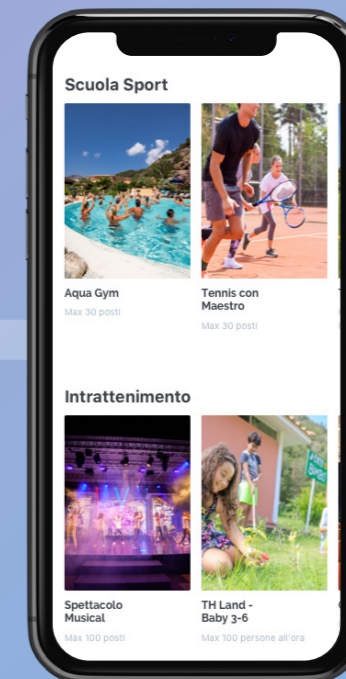 Scuola Sport
Aqua Gym
Max 30 posti
Tennis con
Maestro
Max 30 posti
Intrattenimento
Spettacolo
Musical
Max 100 posti
TH Land -
Baby 3-6
Max 100 persone all'ora